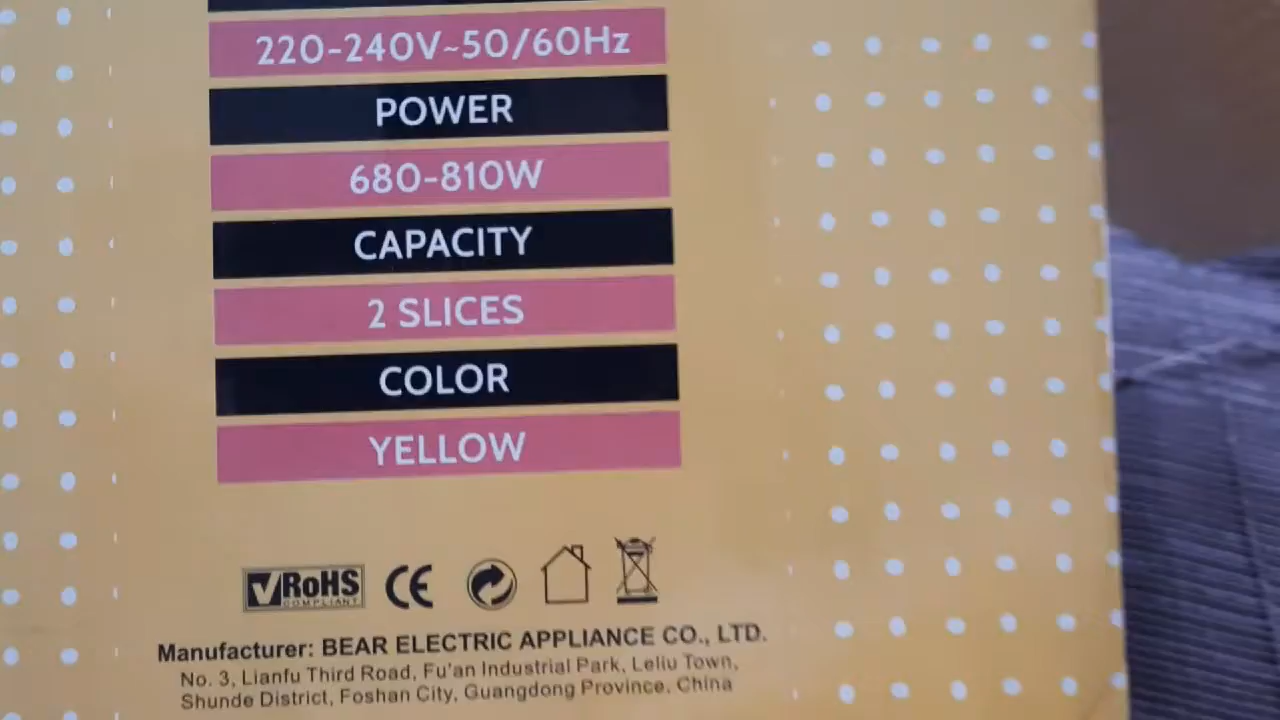 220-240V~50/60Hz
POWER
680-810W
CAPACITY
2 SLICES
COLOR
YELLOW
RoHS
COMPLIANT
CE
Manufacturer: BEAR ELECTRIC APPLIANCE CO., LTD.
No. 3, Lianfu Third Road, Fu'an Industrial Park, Leliu Town,
Shunde District, Foshan City, Guangdong Province, China